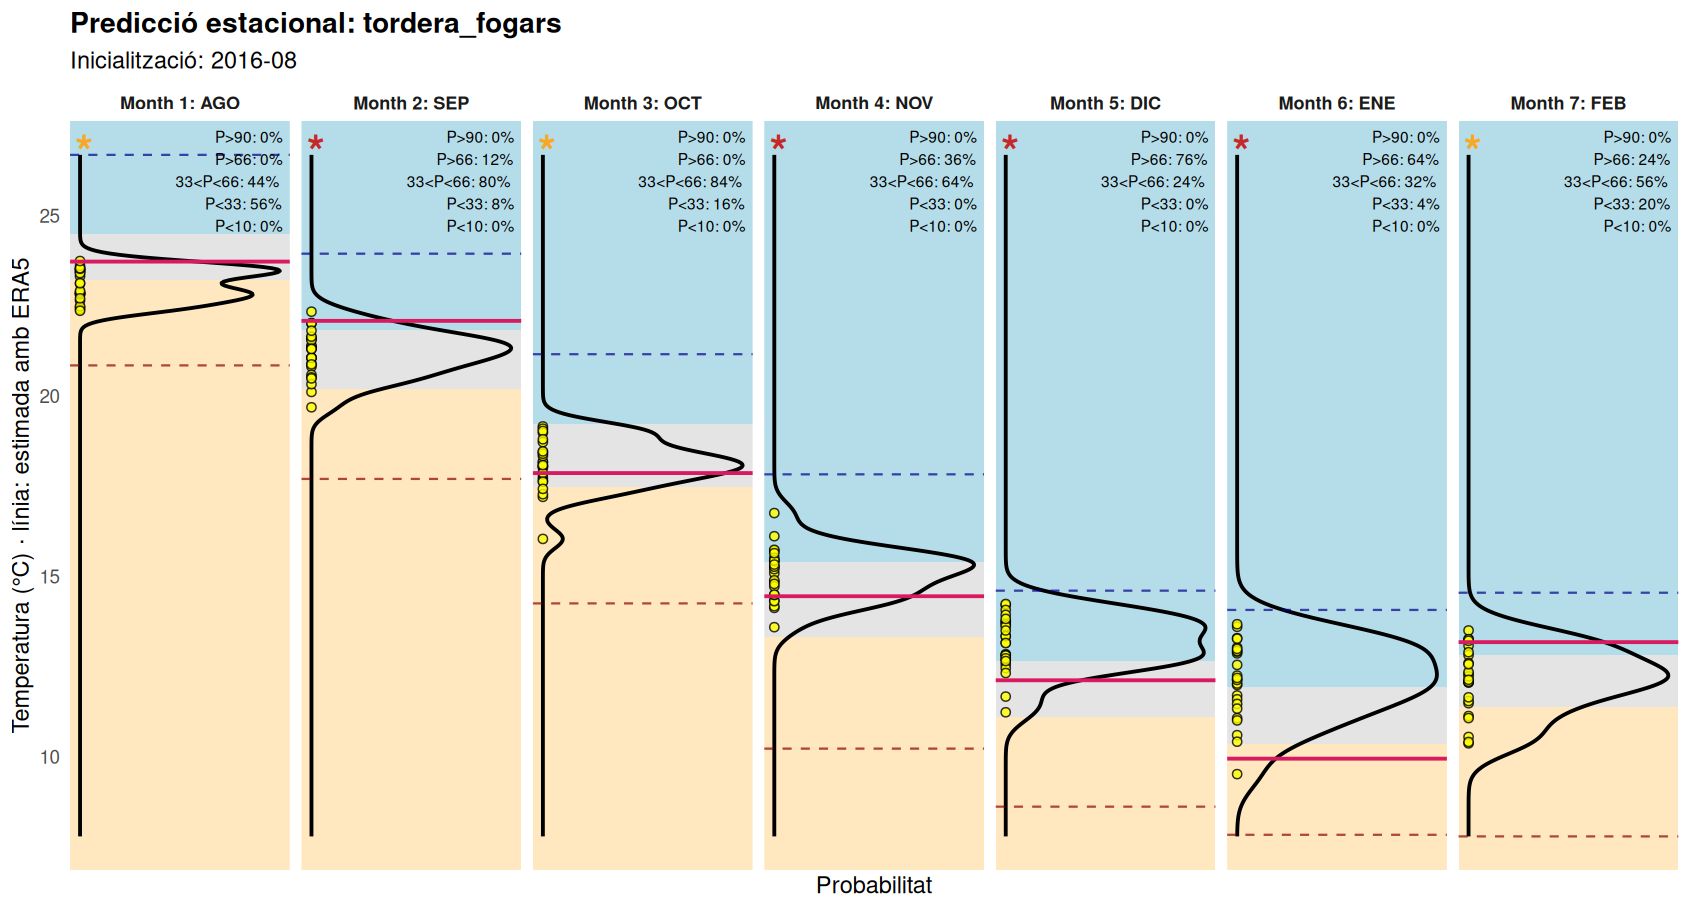 Predicció estacional: tordera_fogars
Inicialització: 2016-08
Month 1: AGO
Month 2: SEP
Month 3: OCT
Month 4: NOV
Month 5: DIC
Month 6: ENE
Month 7: FEB
*
P>90: 0%
P>66: 0%
33<P<66: 44%
P<33: 56%
P<10: 0%
*
P>90: 0%
P>66: 12%
33<P<66: 80%
P<33: 8%
P<10: 0%
*
P>90: 0%
P>66: 0%
33<P<66: 84%
P<33: 16%
P<10: 0%
*
P>90: 0%
P>66: 36%
33<P<66: 64%
P<33: 0%
P<10: 0%
*
P>90: 0%
P>66: 76%
33<P<66: 24%
P<33: 0%
P<10: 0%
*
P>90: 0%
P>66: 64%
33<P<66: 32%
P<33: 4%
P<10: 0%
*
P>90: 0%
P>66: 24%
33<P<66: 56%
P<33: 20%
P<10: 0%
25
20
15
10
Temperatura (°C) · línia: estimada amb ERA5
Probabilitat